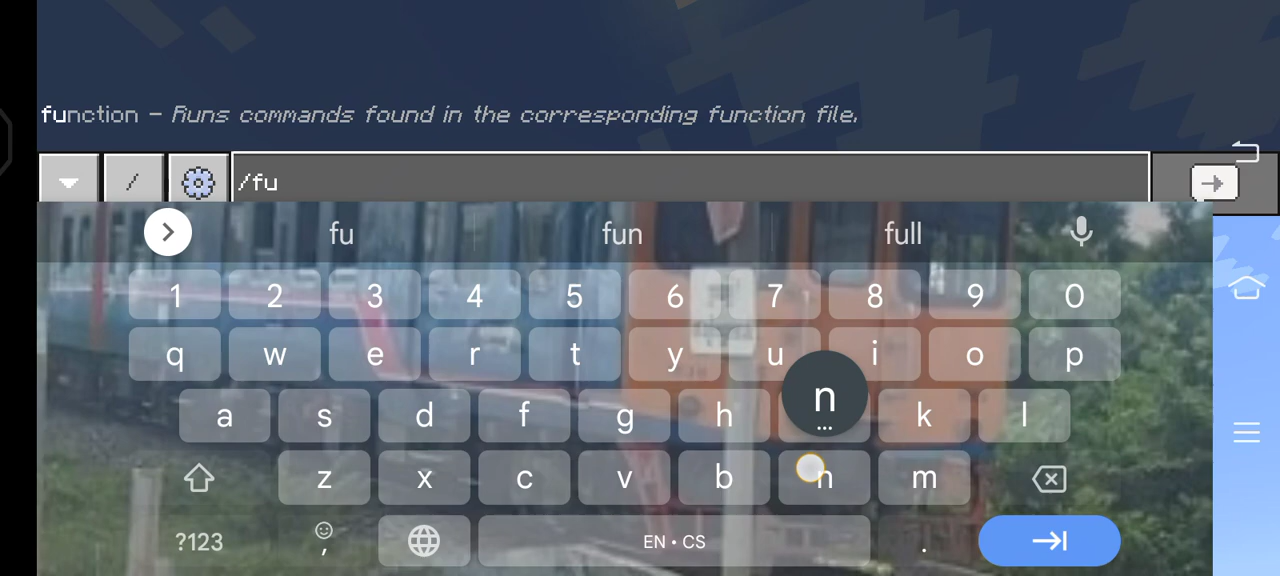 function - Runs commands found in the corresponding function file.
/
/fu
fu fun full
1 2 3 4 5 6 7 8 9 0
q w e r t y u i o p
a s d f g h n k l
z x c v b n m
?123 , EN • CS .